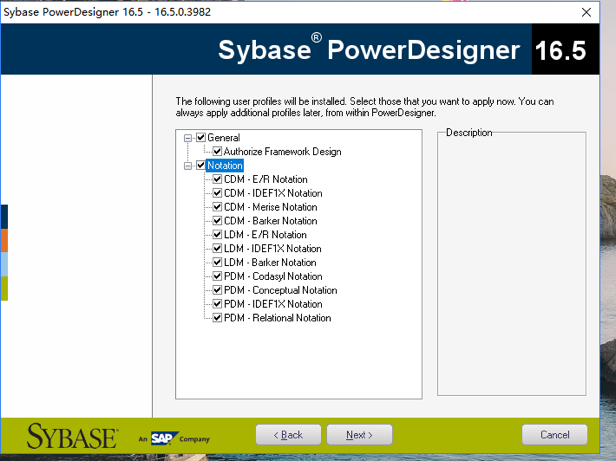 Sybase PowerDesigner 16.5 - 16.5.0.3982
Sybase® PowerDesigner 16.5
The following user profiles will be installed. Select those that you want to apply now. You can
always apply additional profiles later, from within PowerDesigner.
General
Authorize Framework Design
Notation
CDM - E/R Notation
CDM - IDEF1X Notation
CDM - Merise Notation
CDM - Barker Notation
LDM - E/R Notation
LDM - IDEF1X Notation
LDM - Barker Notation
PDM - Codasyl Notation
PDM - Conceptual Notation
PDM - IDEF1X Notation
PDM - Relational Notation
Description
SYBASE An SAP Company
< Back
Next >
Cancel